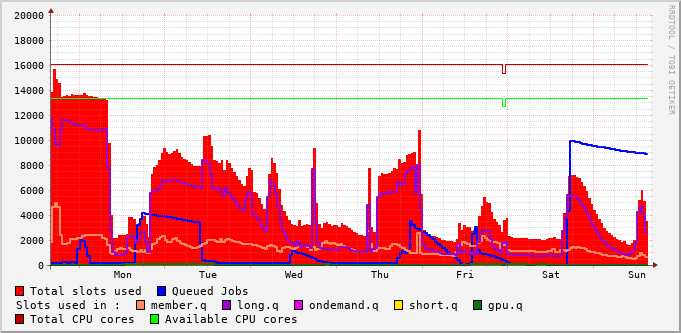 20000
18000
16000
14000
12000
10000
8000
6000
4000
2000
0
Mon Tue Wed Thu Fri Sat Sun
RRDTOOL / TOBI OETIKER
Total slots used Queued Jobs
Slots used in : member.q long.q ondemand.q short.q gpu.q
Total CPU cores Available CPU cores